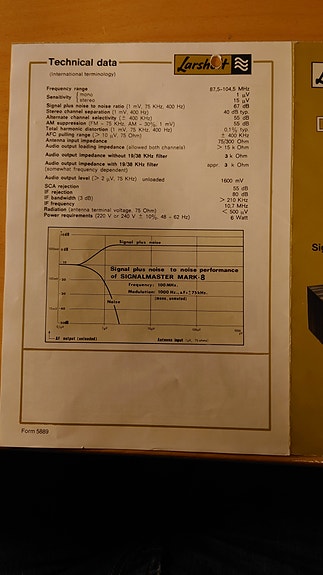 Technical data
Larsholt
(international terminology)
Frequency range 87,5-104,5 MHz
Sensitivity { mono 1 µV
stereo 15 µV
Signal plus noise to noise ratio (1 mV, 75 KHz, 400 Hz) 67 dB
Stereo channel separation (1 mV, 400 Hz) 40 dB typ.
Alternate channel selectivity (± 400 KHz) 55 dB
AM suppression (FM - 75 KHz, AM - 30%, 1 mV) 55 dB
Total harmonic distortion (1 mV, 75 KHz, 400 Hz) 0,1% typ.
AFC pulling range (> 10 µV, 75 Ohm) ± 400 KHz
Antenna input impedance 75/300 Ohm
Audio output loading impedance (allowed both channels) > 15 k Ohm
Audio output impedance without 19/38 KHz filter 3 k Ohm
Audio output impedance with 19/38 KHz filter appr. 3 k Ohm
(somewhat frequency dependent)
Audio output level (> 2 µV, 75 KHz) unloaded 1600 mV
SCA rejection 55 dB
IF rejection 80 dB
IF bandwidth (3 dB) > 210 KHz
IF frequency 10,7 MHz
Radiation (antenna terminal voltage 75 Ohm) < 500 µV
Power requirements (220 V or 240 V ± 10%, 48 ÷ 62 Hz) 6 Watt
Signal plus noise
Signal plus noise to noise performance
of SIGNALMASTER MARK-8
Frequency: 100 MHz.
Modulation: 1000 Hz., ΔF: ±75 kHz.
(mono, unmuted)
Noise
AF output (unloaded) Antenna input
Form 5889
Sig